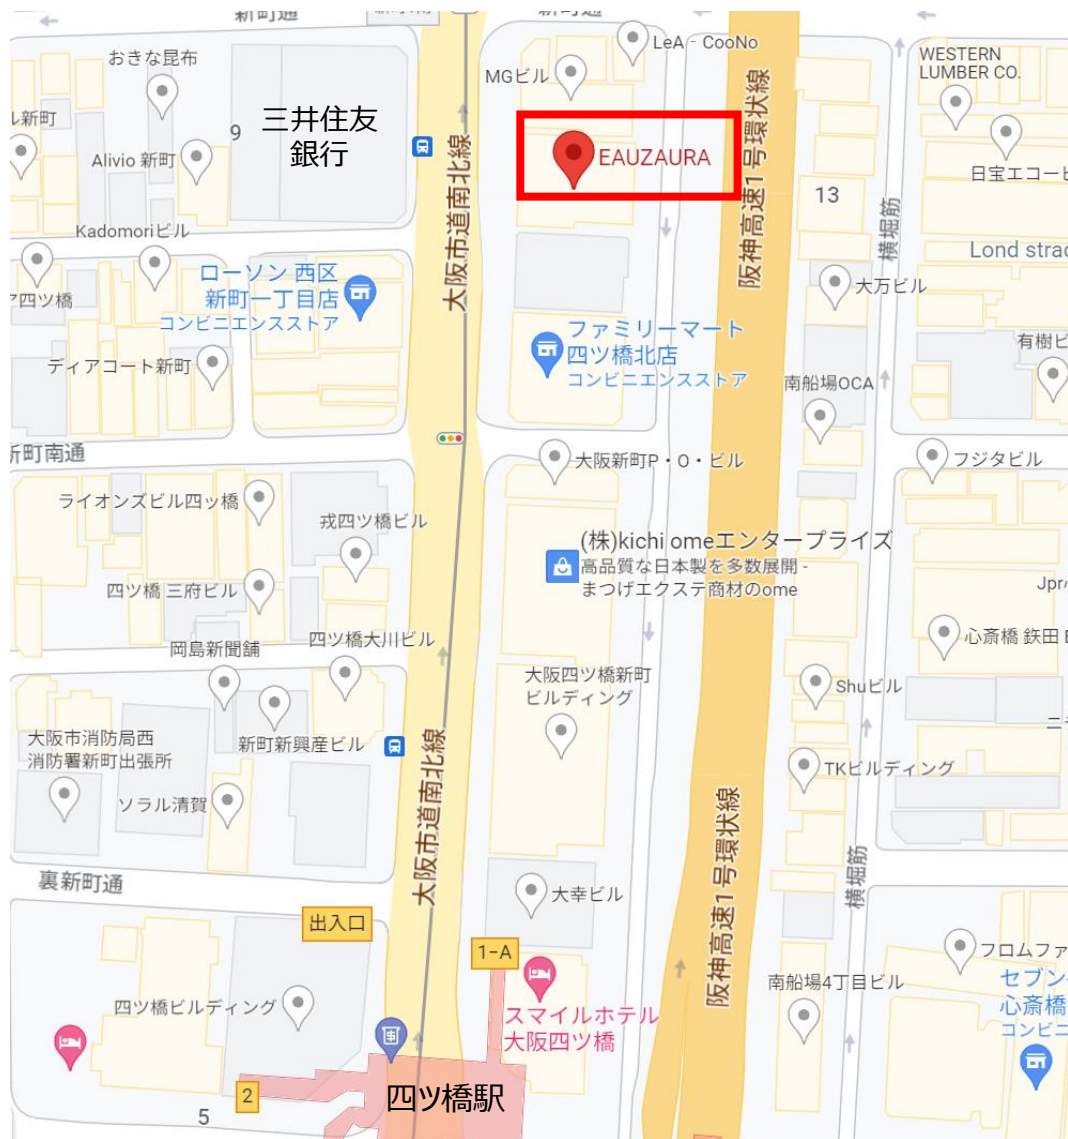 新町通
新町通
LeA - CooNo
おきな昆布
MGビル
WESTERN
LUMBER CO.
ル新町
9
三井住友
銀行
Alivio 新町
大阪市道南北線
EAUZAURA
阪神高速1号環状線
13
日宝エコー
横堀筋
Kadomoriビル
Lond strad
ア四ツ橋
ローソン 西区
新町一丁目店
コンビニエンスストア
大万ビル
ファミリーマート
四ツ橋北店
コンビニエンスストア
有樹ビ
ディアコート新町
南船場OCA
新町南通
大阪新町P・O・ビル
フジタビル
ライオンズビル四ッ橋
戎四ツ橋ビル
(株)kichi omeエンタープライズ
高品質な日本製を多数展開 -
まつげエクステ商材のome
四ツ橋 三府ビル
Jpr
岡島新聞舗
四ツ橋大川ビル
心斎橋 鉄田
大阪四ツ橋新町
ビルディング
Shuビル
大阪市消防局西
消防署新町出張所
新町新興産ビル
大阪市道南北線
ニ
TKビルディング
ソラル清賀
阪神高速1号環状線
横堀筋
裏新町通
大幸ビル
出入口
1-A
フロムファ
四ツ橋ビルディング
スマイルホテル
大阪四ツ橋
南船場4丁目ビル
セブン
心斎橋
コンビニ
2
四ツ橋駅
5